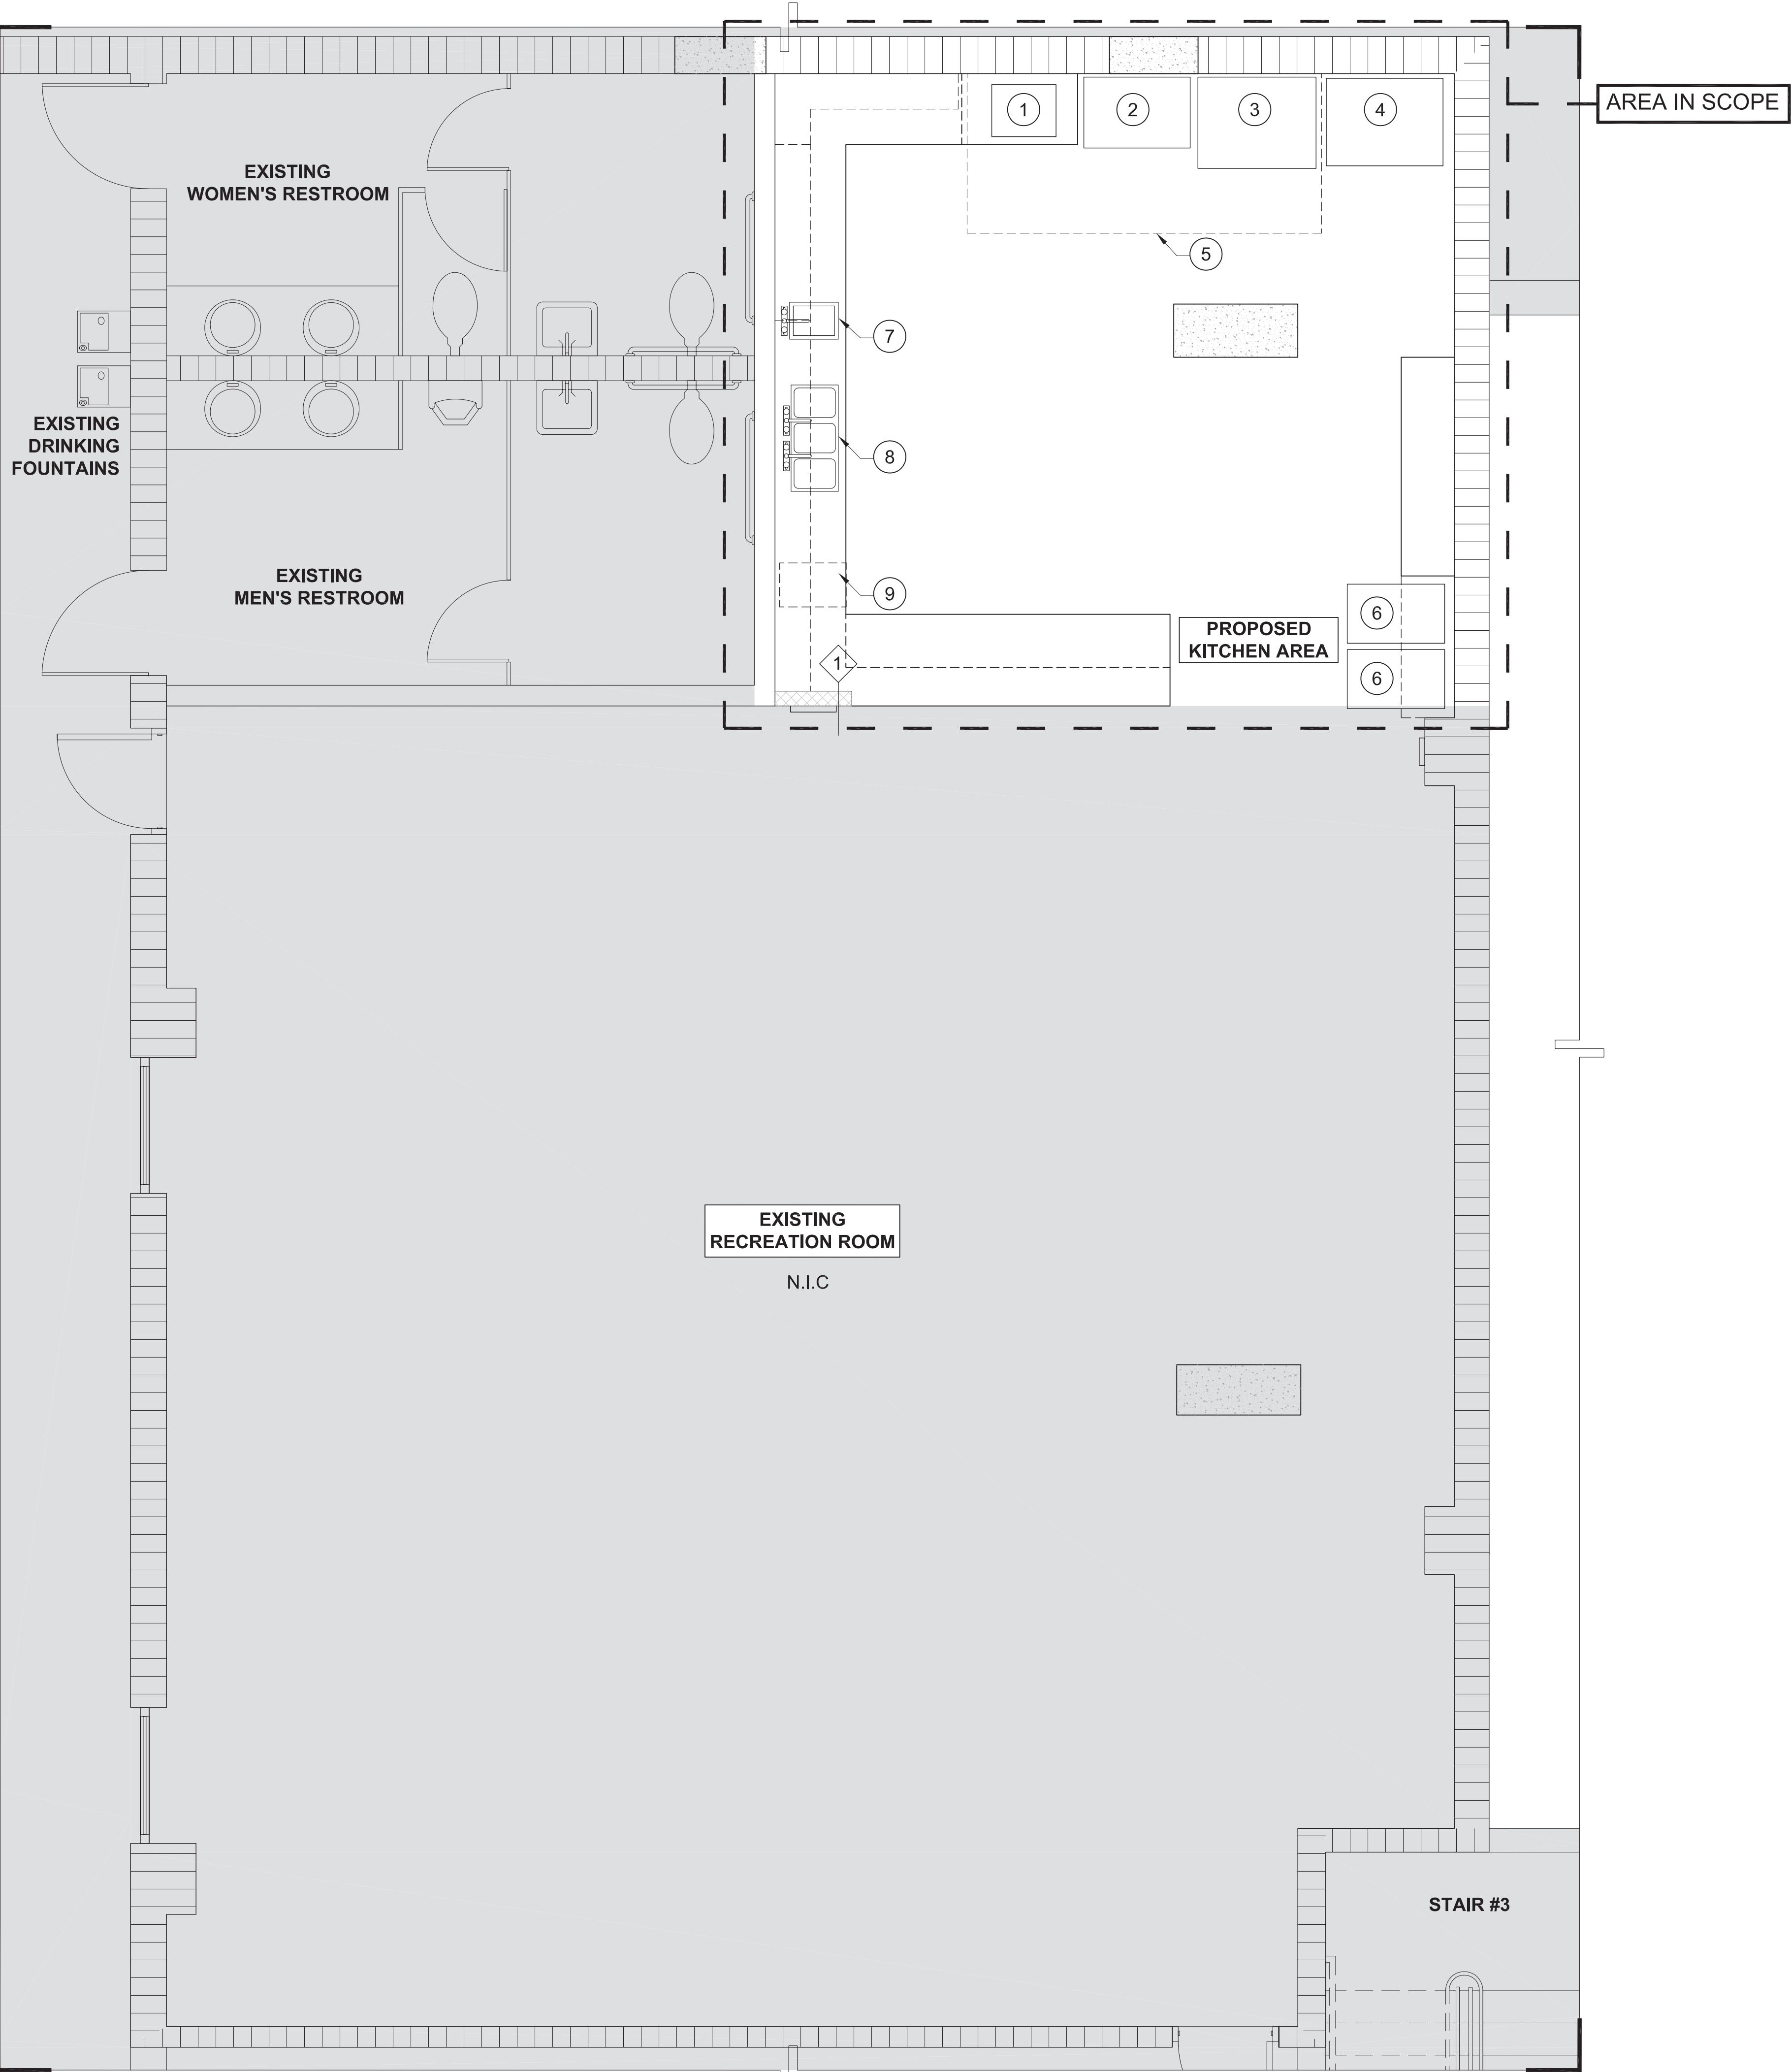 AREA IN SCOPE
1
2
3
4
EXISTING
WOMEN'S RESTROOM
5
7
EXISTING
DRINKING
FOUNTAINS
8
EXISTING
MEN'S RESTROOM
9
6
PROPOSED
KITCHEN AREA
1
6
EXISTING
RECREATION ROOM
N.I.C
STAIR #3